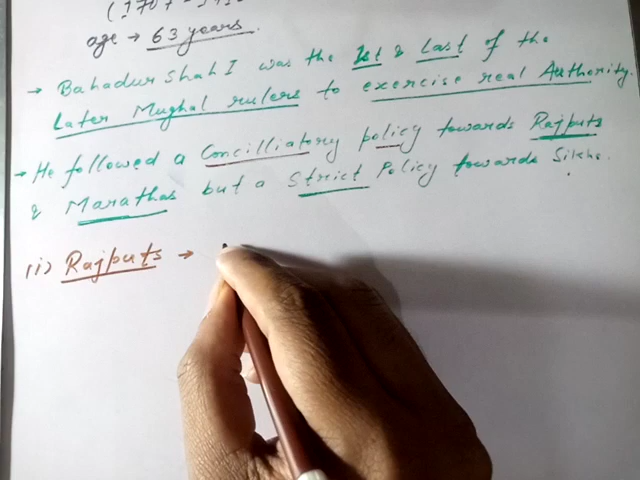 age → 63 years.
→ Bahadur Shah I was the 1st & Last of the
Later Mughal rulers to exercise real Authority.
→ He followed a Concilliatory policy towards Rajputs
& Marathas but a Strict Policy towards Sikhs.
(i) Rajputs →